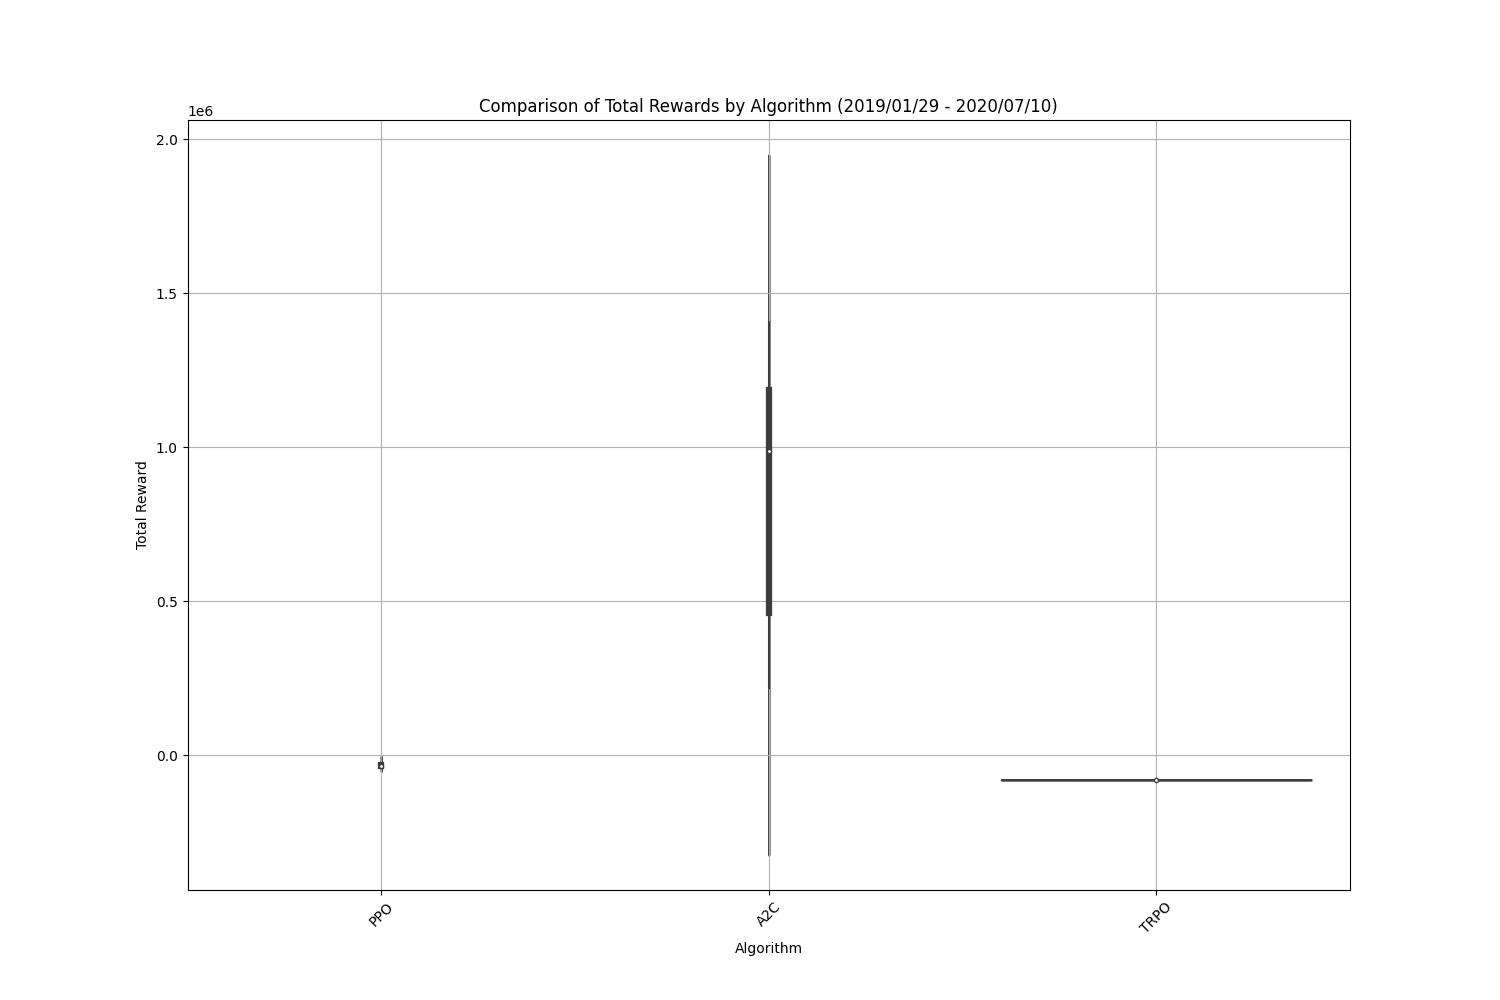 Comparison of Total Rewards by Algorithm (2019/01/29 - 2020/07/10)
1e6
2.0
1.5
1.0
0.5
0.0
Total Reward
PPO
A2C
TRPO
Algorithm